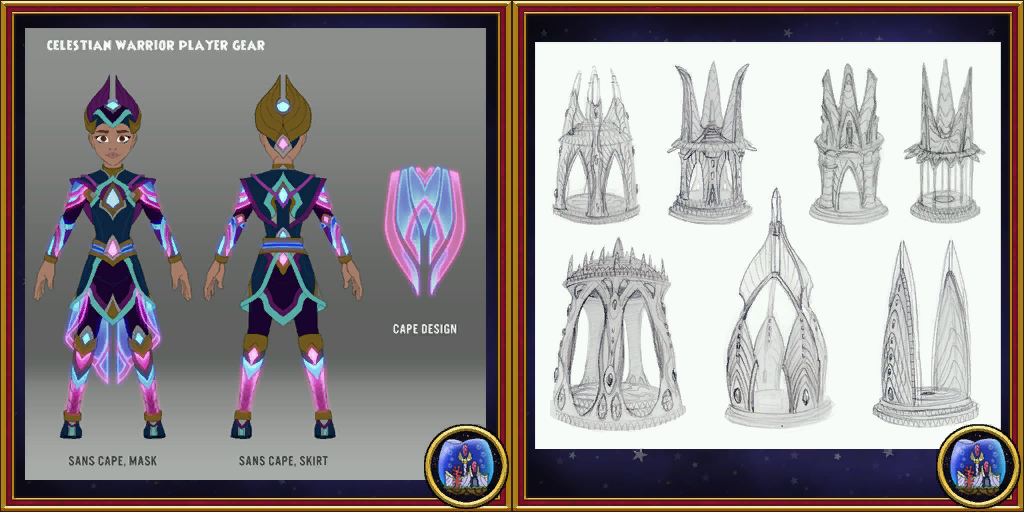 CELESTIAN WARRIOR PLAYER GEAR
CAPE DESIGN
SANS CAPE, MASK
SANS CAPE, SKIRT